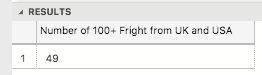 RESULTS
Number of 100+ Fright from UK and USA
1 49